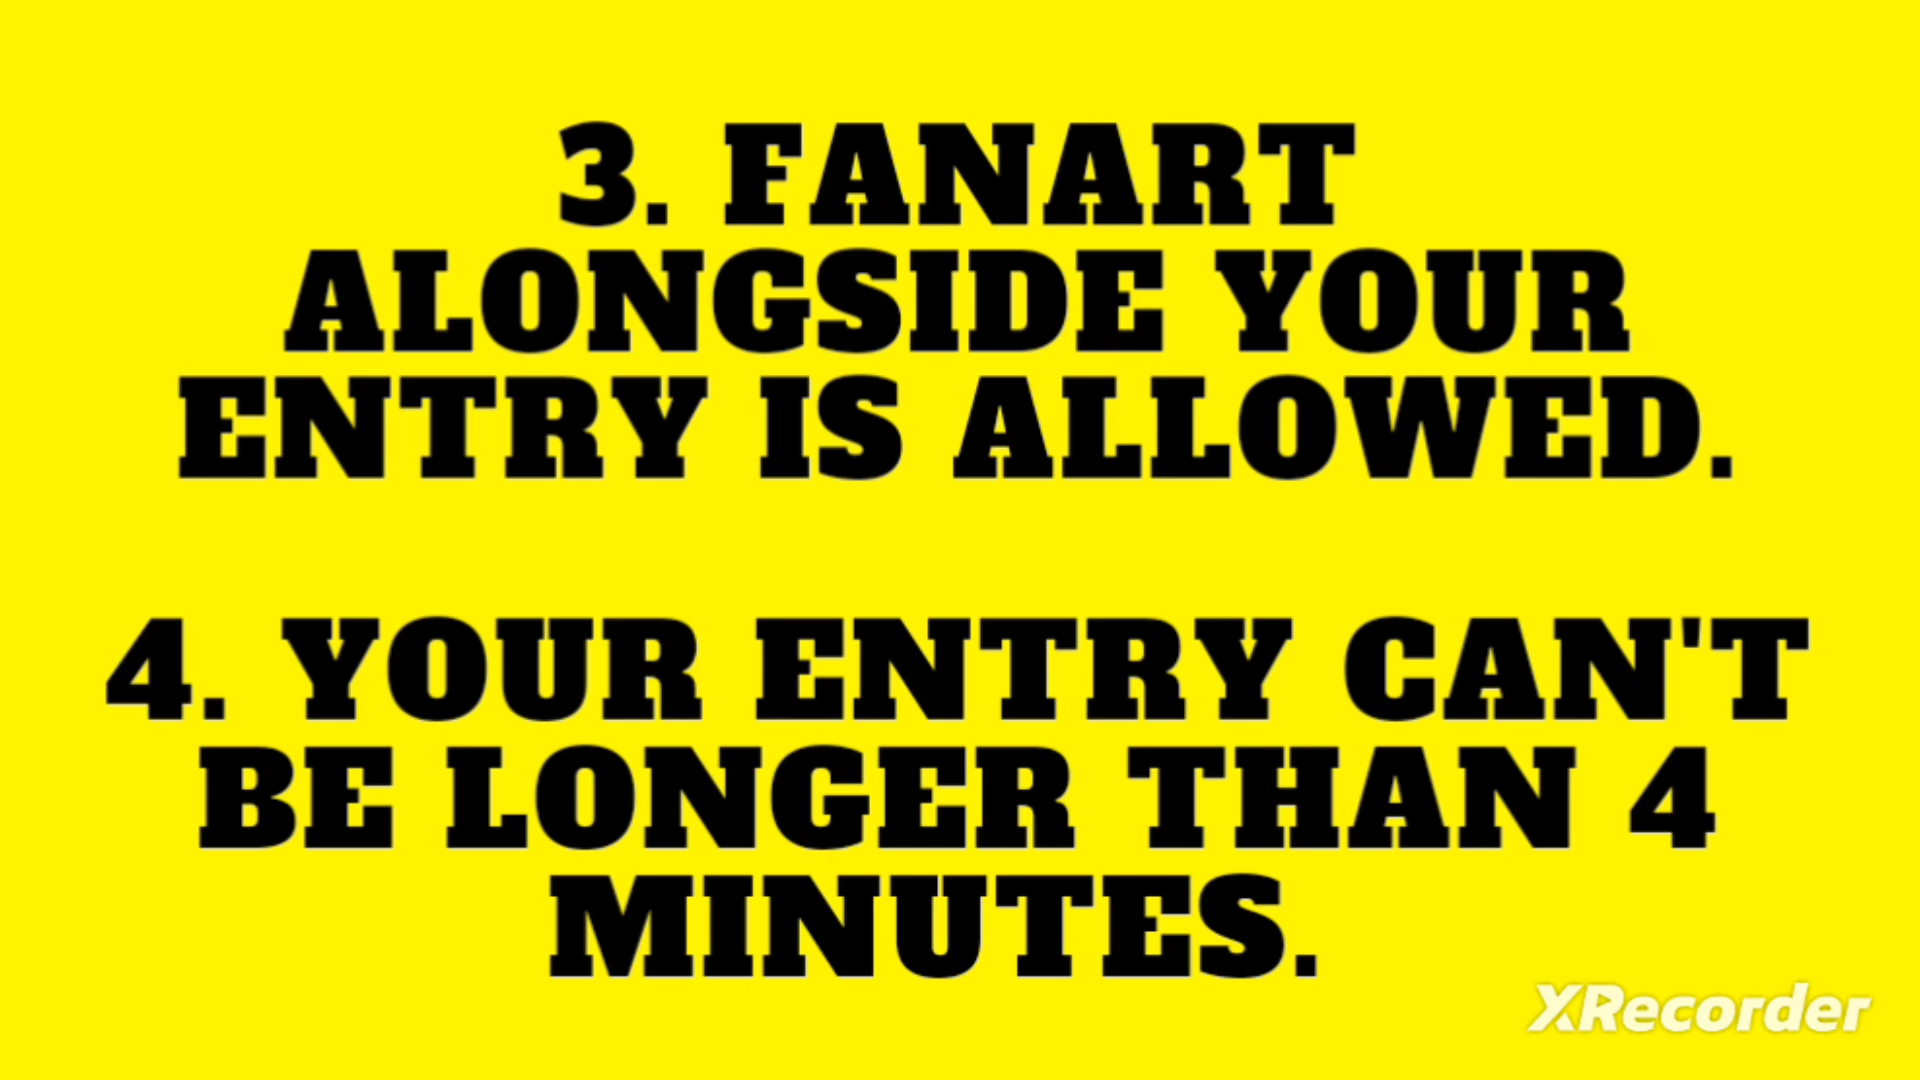 3. FANART
ALONGSIDE YOUR
ENTRY IS ALLOWED.
4. YOUR ENTRY CAN'T
BE LONGER THAN 4
MINUTES.
XRecorder